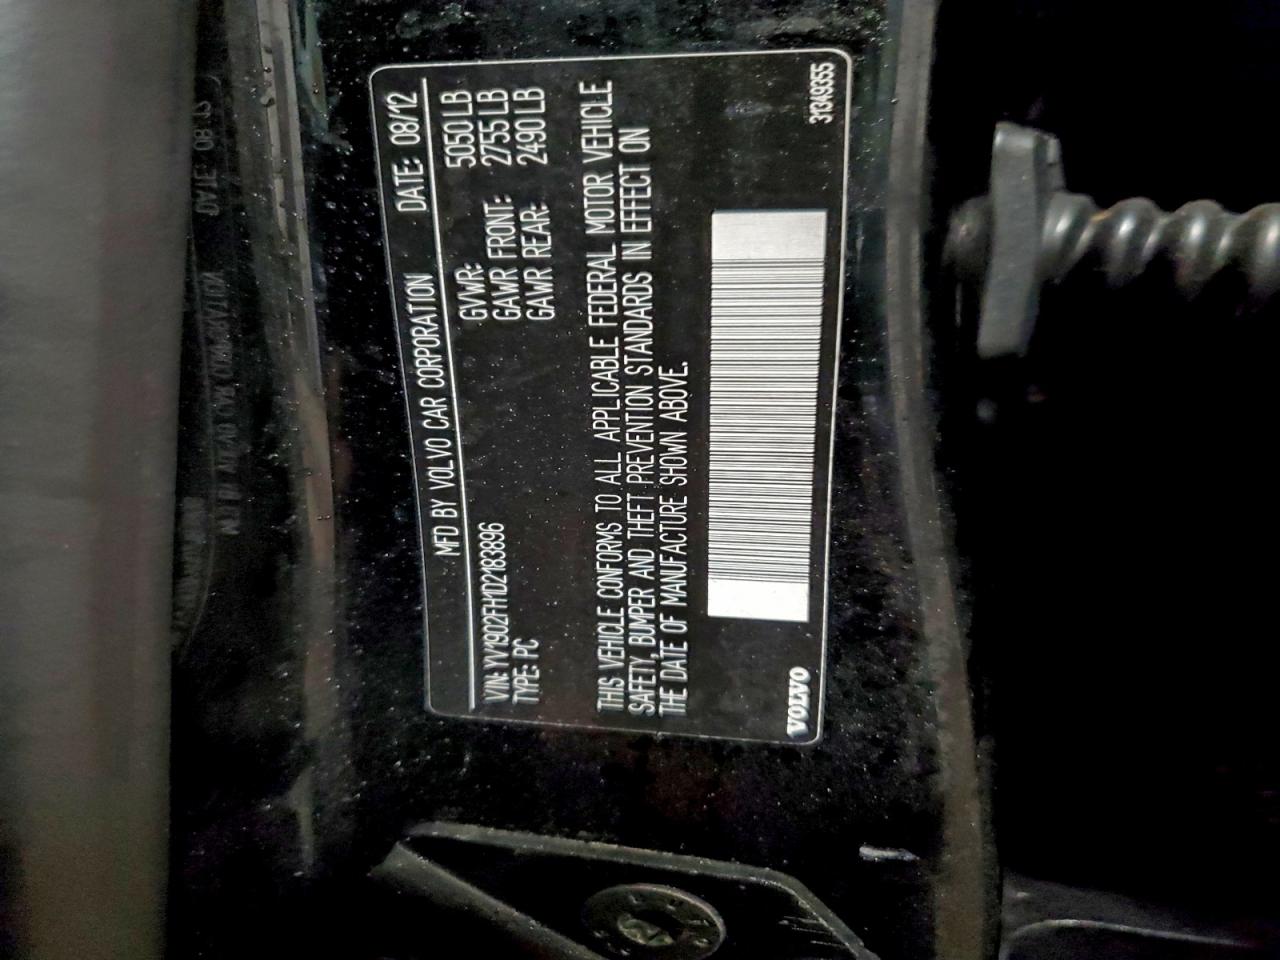 MFD BY VOLVO CAR CORPORATION DATE: 08/12
VIN: YV1902FH1D2183896
TYPE: PC
GVWR: 5050 LB
GAWR FRONT: 2755 LB
GAWR REAR: 2490 LB
THIS VEHICLE CONFORMS TO ALL APPLICABLE FEDERAL MOTOR VEHICLE
SAFETY, BUMPER AND THEFT PREVENTION STANDARDS IN EFFECT ON
THE DATE OF MANUFACTURE SHOWN ABOVE.
VOLVO
31349355